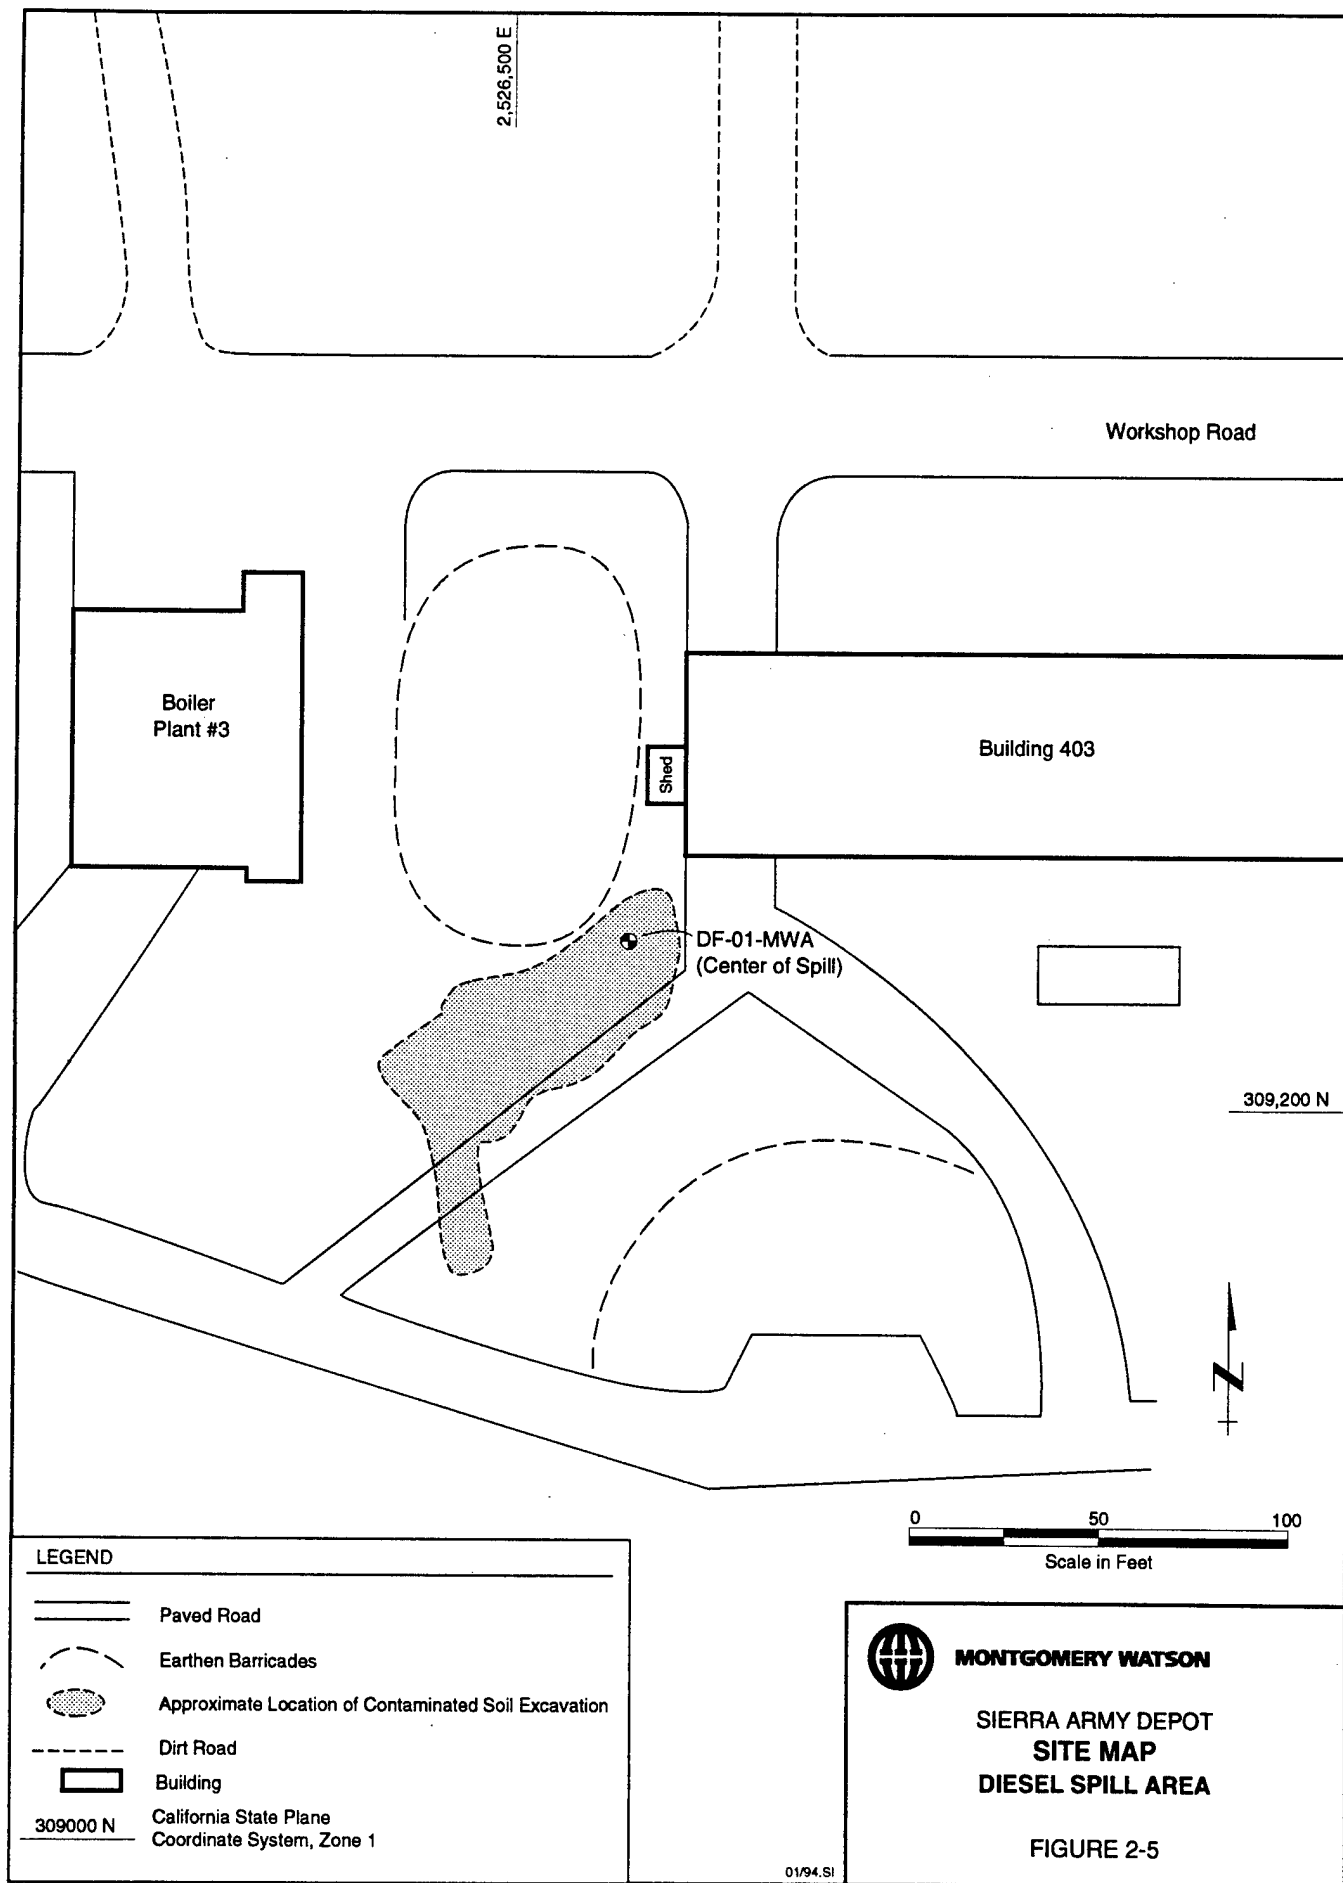 2,526,500 E
Workshop Road
Boiler
Plant #3
Shed
Building 403
DF-01-MWA
(Center of Spill)
309,200 N
N
0 50 100
Scale in Feet
LEGEND
Paved Road
Earthen Barricades
Approximate Location of Contaminated Soil Excavation
Dirt Road
Building
309000 N
California State Plane
Coordinate System, Zone 1
01/94.SI
MONTGOMERY WATSON
SIERRA ARMY DEPOT
SITE MAP
DIESEL SPILL AREA
FIGURE 2-5